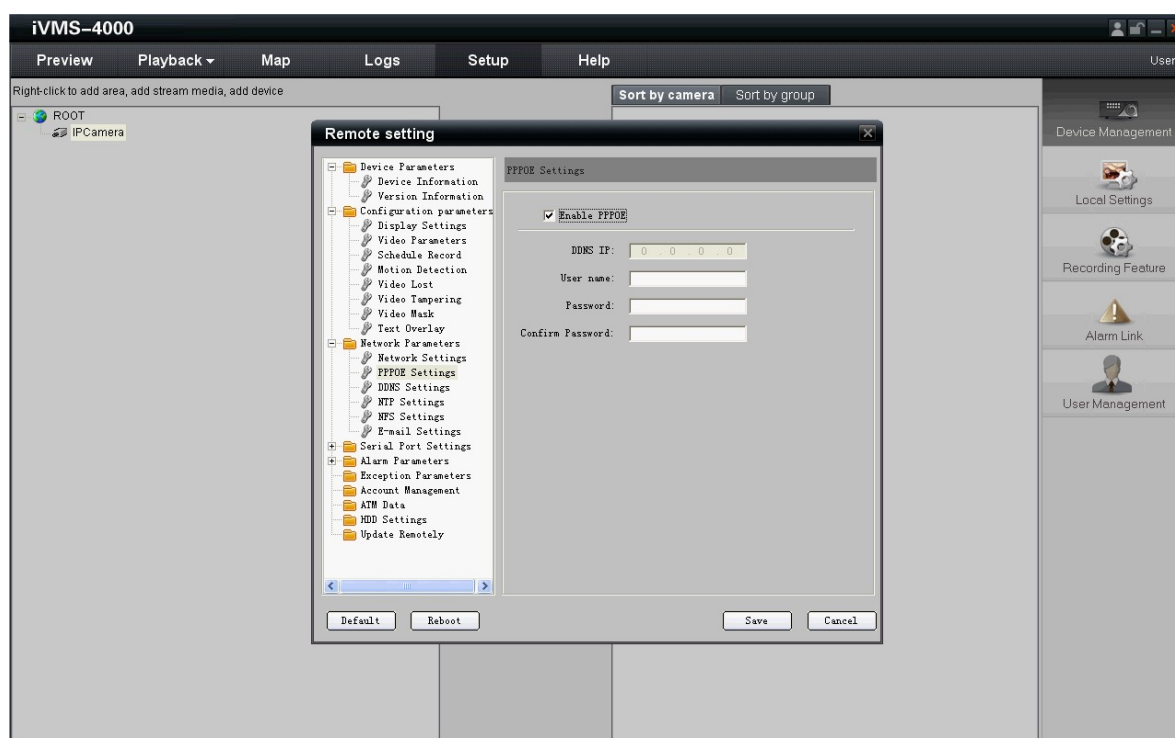 iVMS-4000
Preview Playback Map Logs Setup Help User
Right-click to add area, add stream media, add device
ROOT
IPCamera
Sort by camera Sort by group
Remote setting
Device Parameters
Device Information
Version Information
Configuration parameters
Display Settings
Video Parameters
Schedule Record
Motion Detection
Video Lost
Video Tampering
Video Mask
Text Overlay
Network Parameters
Network Settings
PPPOE Settings
DDNS Settings
NTP Settings
NFS Settings
E-mail Settings
Serial Port Settings
Alarm Parameters
Exception Parameters
Account Management
ATM Data
HDD Settings
Update Remotely
PPPOE Settings
Enable PPPOE
DDNS IP: 0 . 0 . 0 . 0
User name:
Password:
Confirm Password:
Default Reboot Save Cancel
Device Management
Local Settings
Recording Feature
Alarm Link
User Management